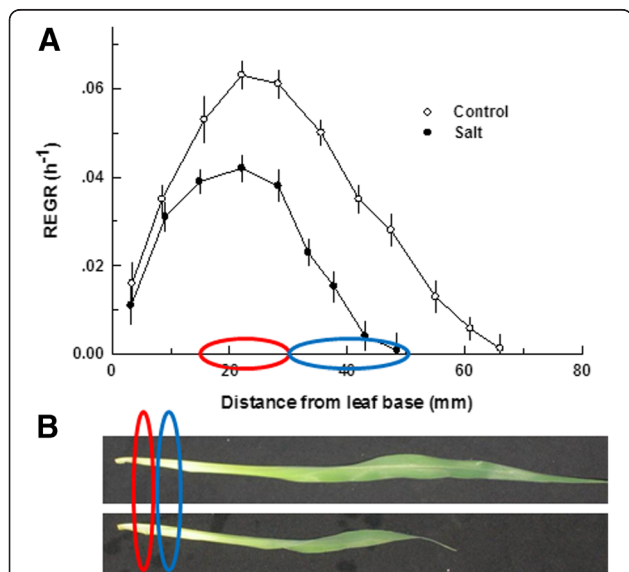 A
.06
.04
.02
0.00
REGR (h-1)
Control
Salt
0
20
40
60
80
Distance from leaf base (mm)
B